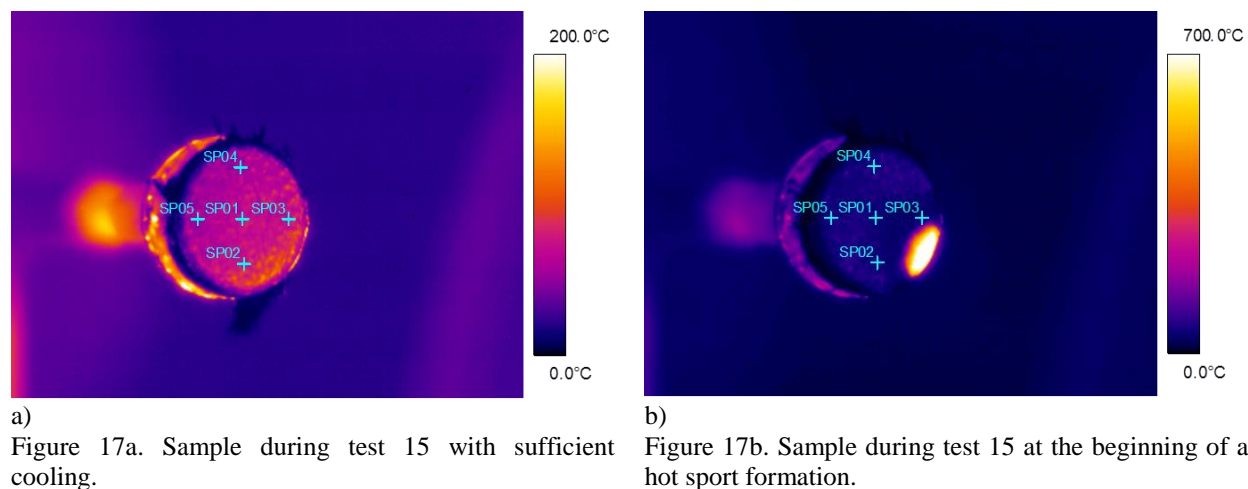 200.0°C
SP04
SP05 SP01 SP03
SP02
0.0°C
700.0°C
SP04
SP05 SP01 SP03
SP02
0.0°C
a)
Figure 17a. Sample during test 15 with sufficient
cooling.
b)
Figure 17b. Sample during test 15 at the beginning of a
hot sport formation.